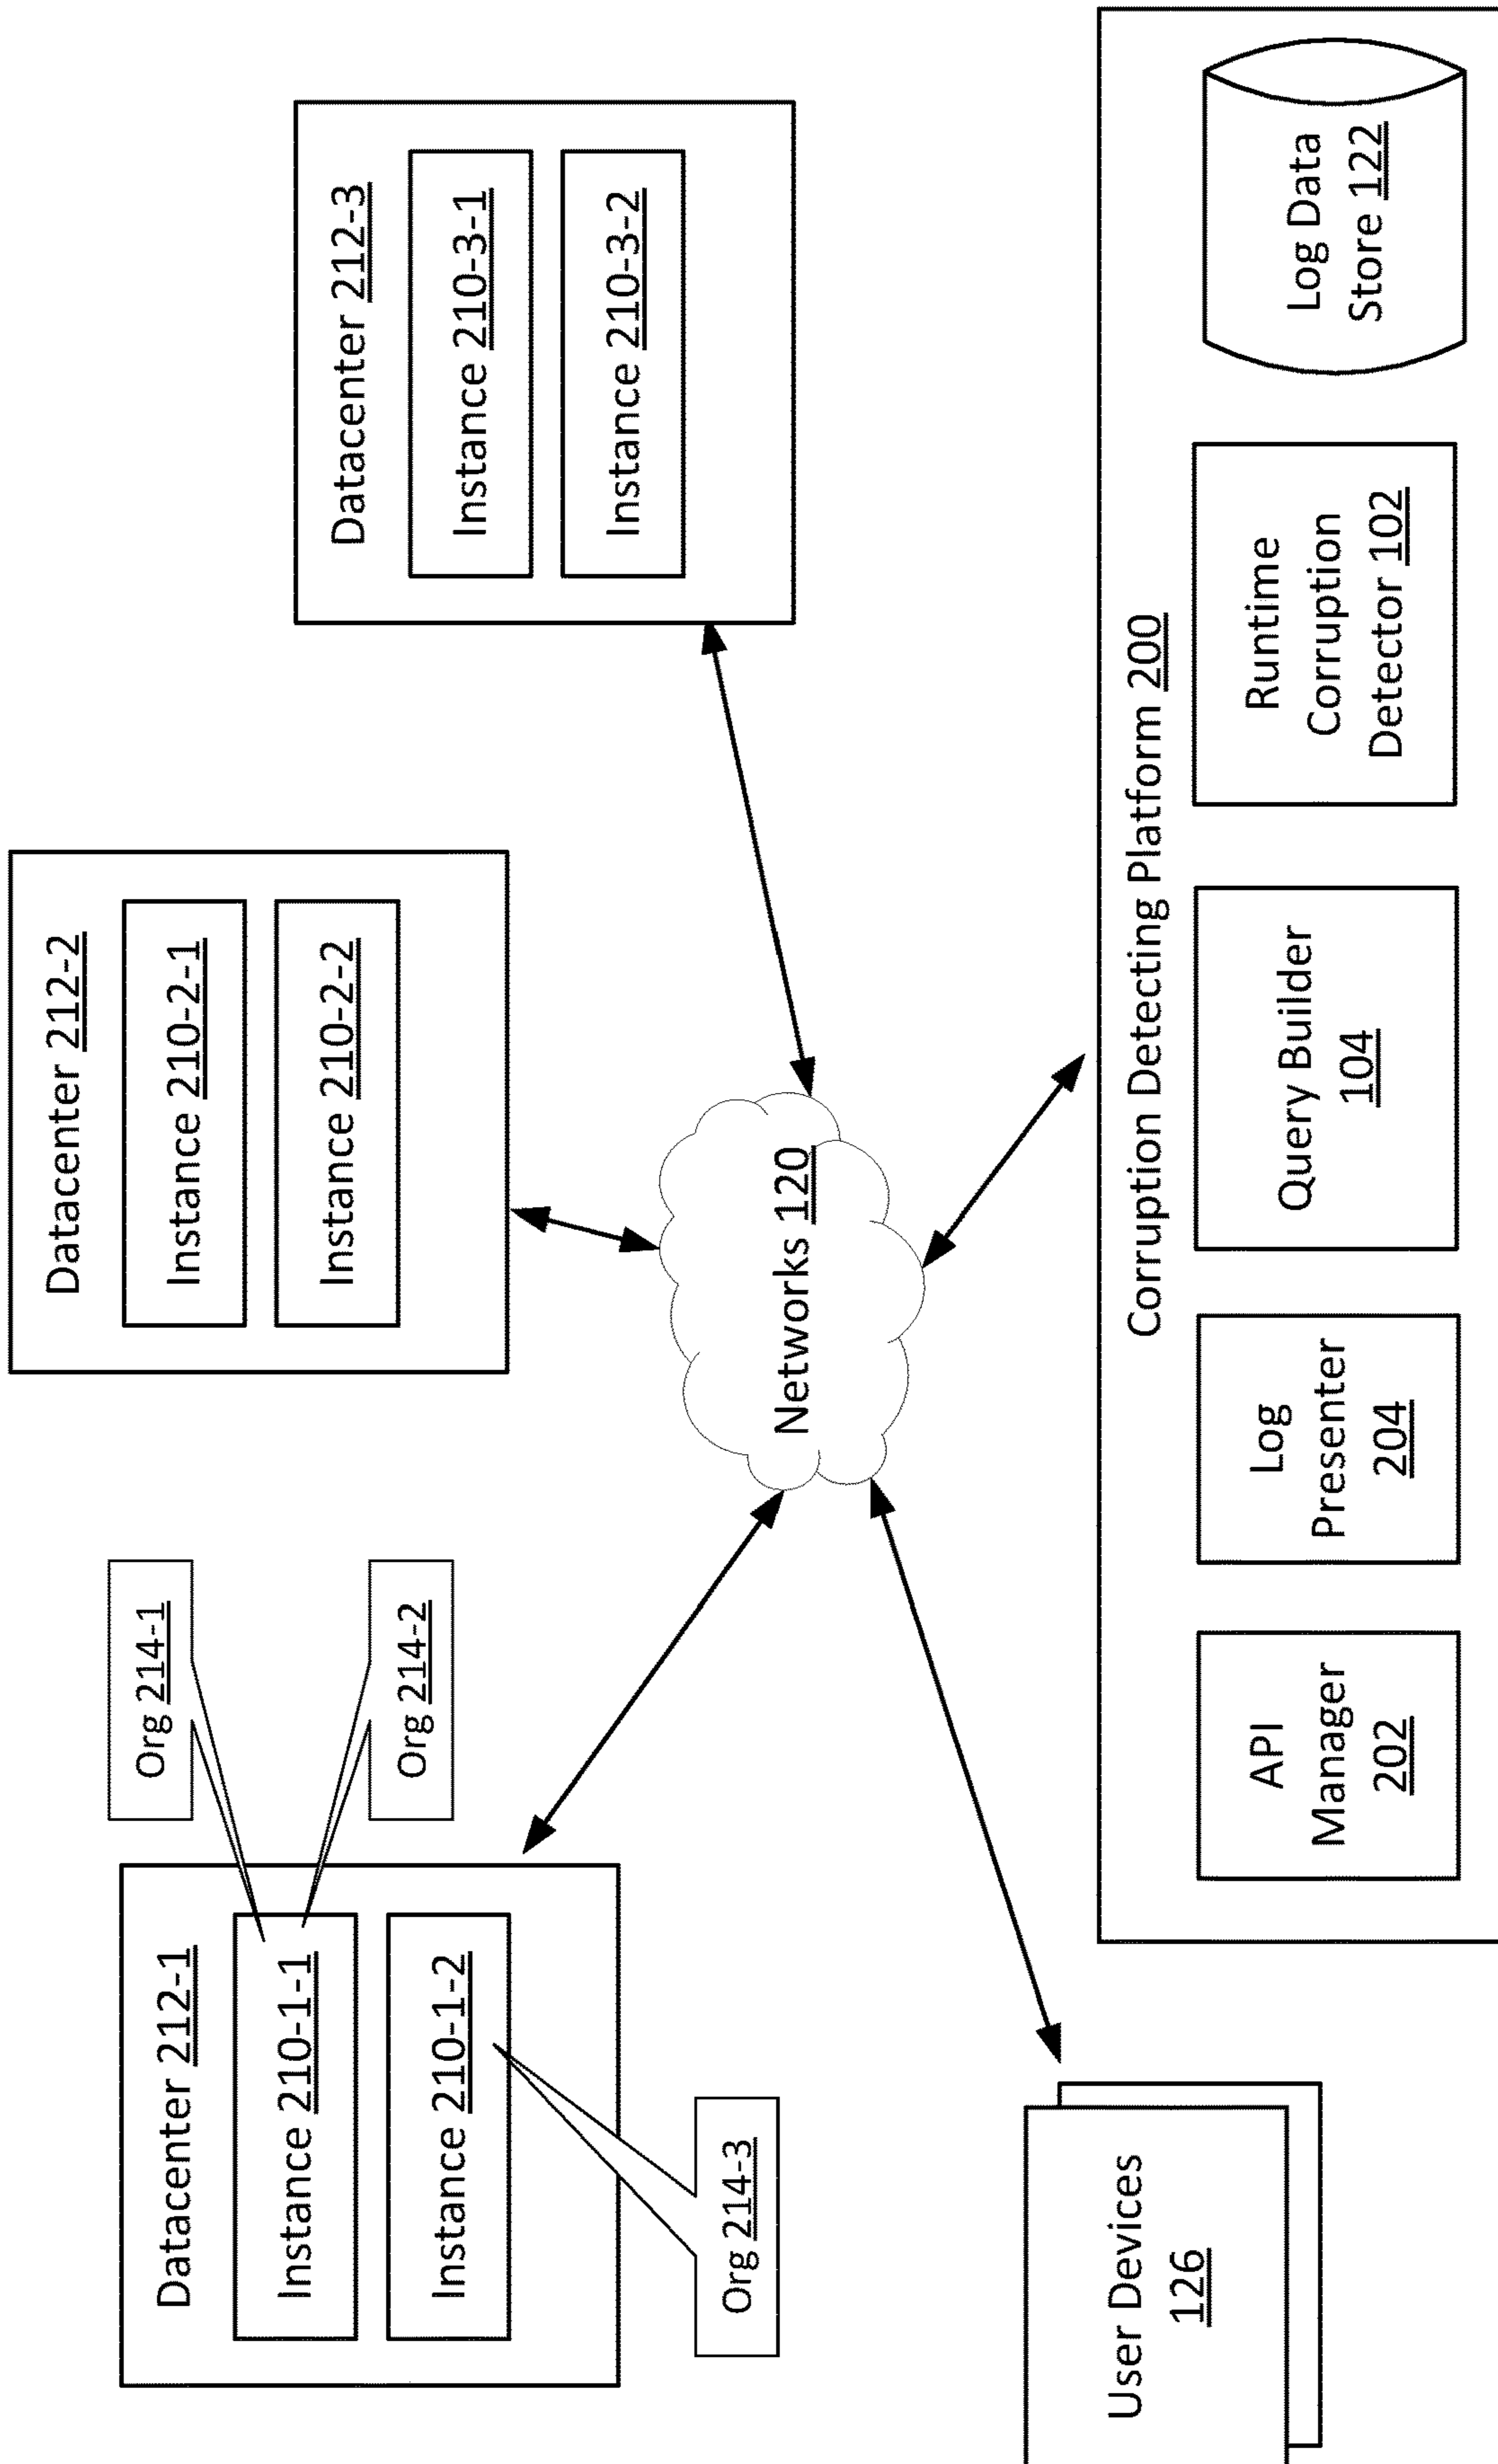 Datacenter 212-1
Instance 210-1-1
Instance 210-1-2
Org 214-1
Org 214-2
Org 214-3
Datacenter 212-2
Instance 210-2-1
Instance 210-2-2
Datacenter 212-3
Instance 210-3-1
Instance 210-3-2
Networks 120
User Devices
126
Corruption Detecting Platform 200
API
Manager
202
Log
Presenter
204
Query Builder
104
Runtime
Corruption
Detector 102
Log Data
Store 122